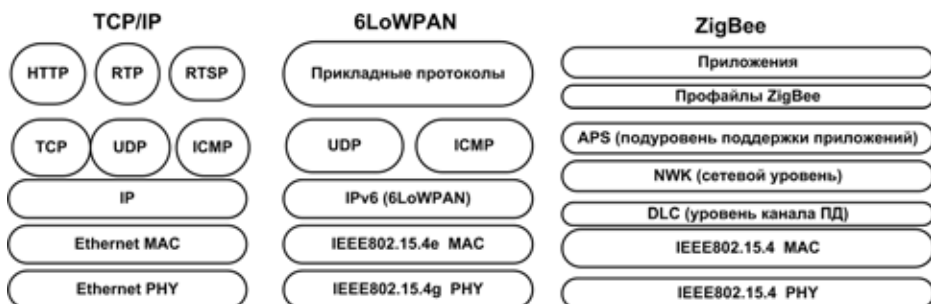 TCP/IP
HTTP RTP RTSP
TCP UDP ICMP
IP
Ethernet MAC
Ethernet PHY
6LoWPAN
Прикладные протоколы
UDP ICMP
IPv6 (6LoWPAN)
IEEE802.15.4e MAC
IEEE802.15.4g PHY
ZigBee
Приложения
Профайлы ZigBee
APS (подуровень поддержки приложений)
NWK (сетевой уровень)
DLC (уровень канала ПД)
IEEE802.15.4 MAC
IEEE802.15.4 PHY